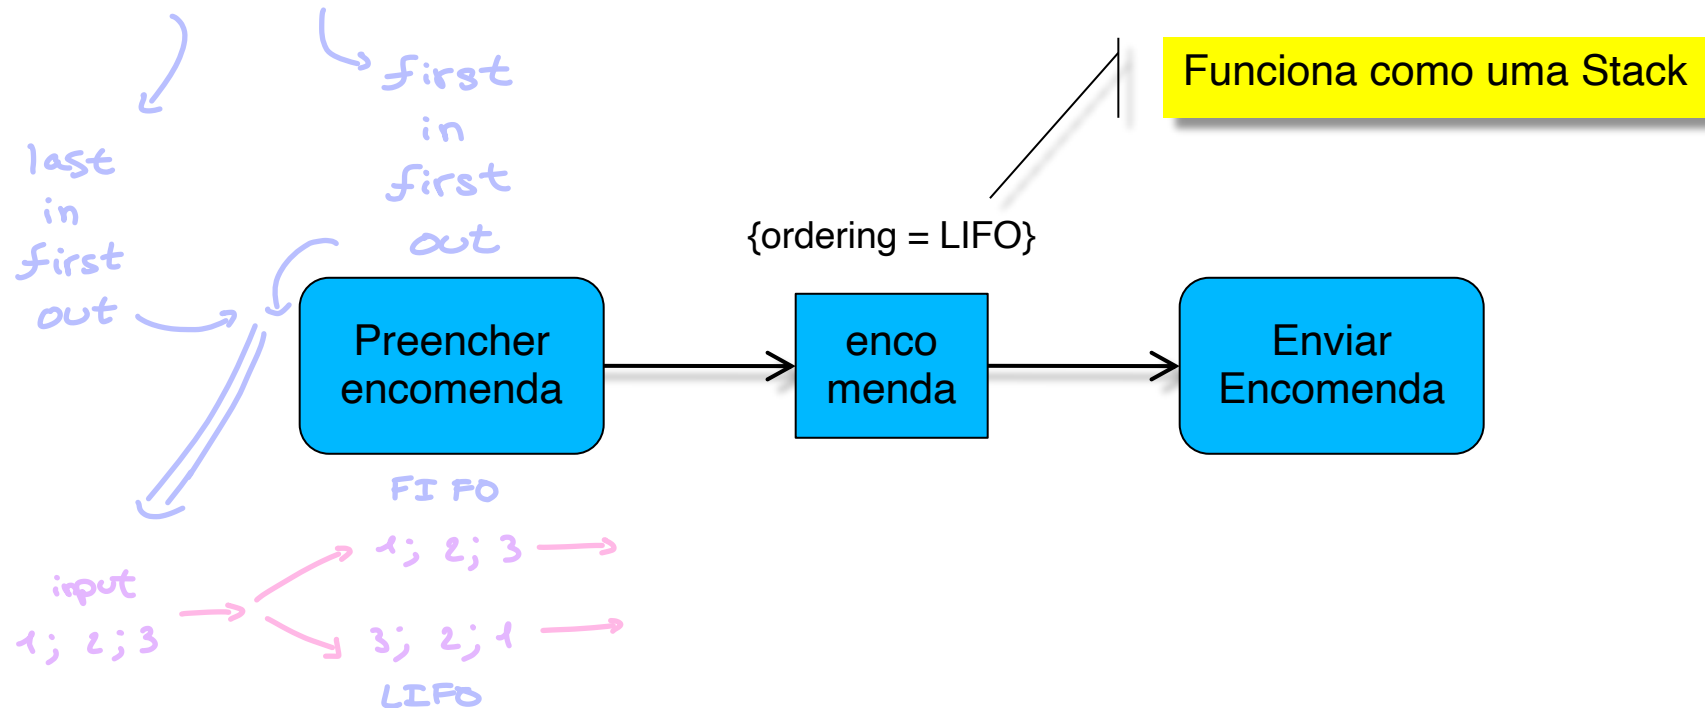 first
in
first
out
last
in
first
out
Funciona como uma Stack
{ordering = LIFO}
Preencher
encomenda
enco
menda
Enviar
Encomenda
FIFO
1; 2; 3
input
1; 2; 3
3; 2; 1
LIFO